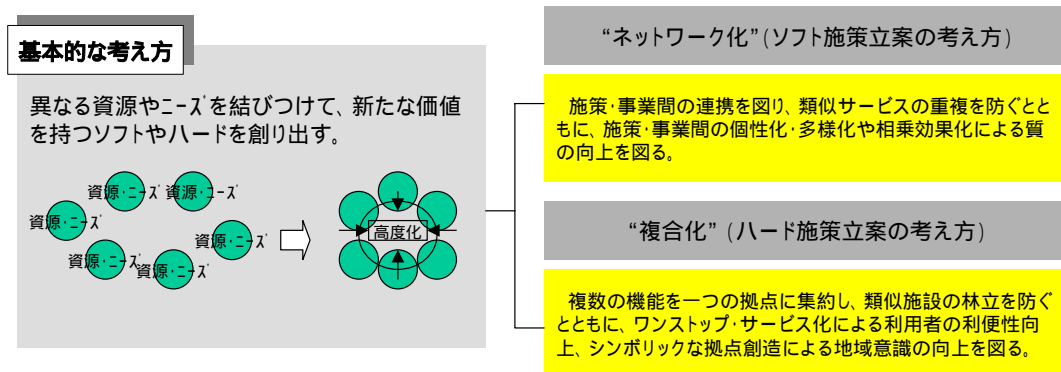 基本的な考え方
異なる資源やニーズを結びつけて、新たな価値
を持つソフトやハードを創り出す。
資源・ニーズ
資源・ニーズ
資源・ニーズ
資源・ニーズ
資源・ニーズ
資源・ニーズ
高度化
“ネットワーク化”(ソフト施策立案の考え方)
施策・事業間の連携を図り、類似サービスの重複を防ぐとと
もに、施策・事業間の個性化・多様化や相乗効果化による質
の向上を図る。
“複合化”(ハード施策立案の考え方)
複数の機能を一つの拠点に集約し、類似施設の林立を防ぐ
とともに、ワンストップ・サービス化による利用者の利便性向
上、シンボリックな拠点創造による地域意識の向上を図る。